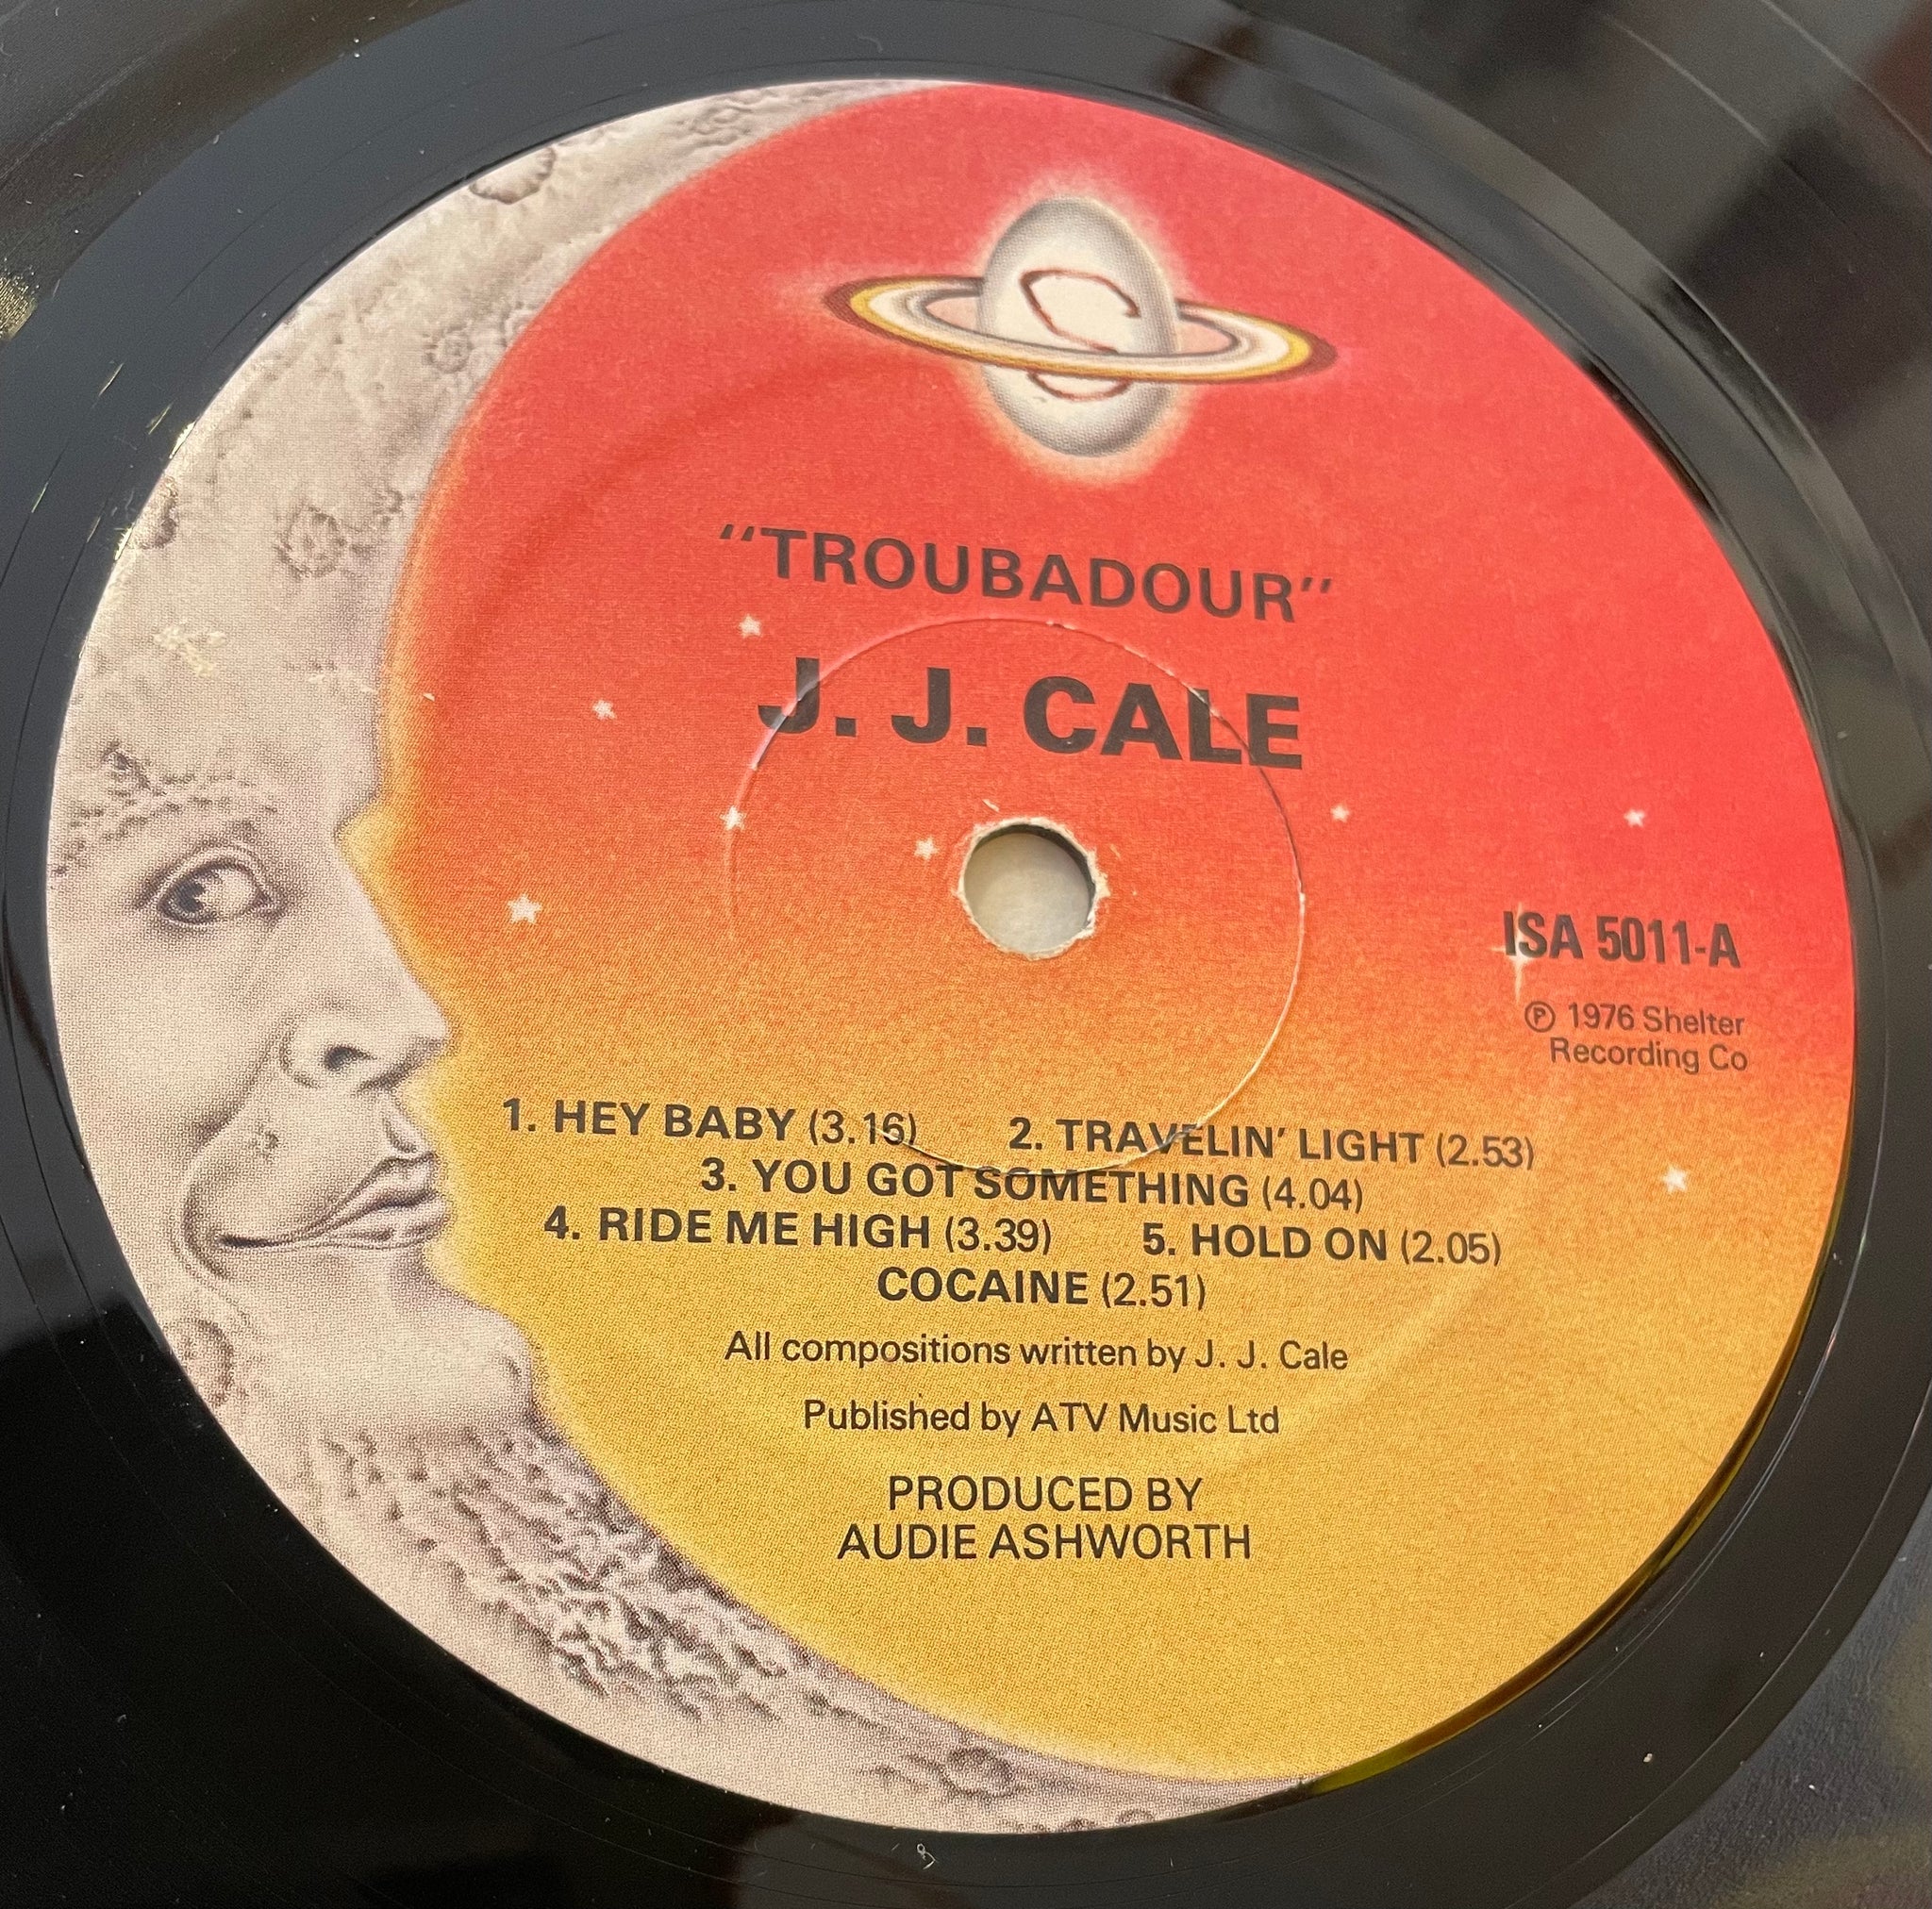 "TROUBADOUR"
J. J. CALE
ISA 5011-A
℗ 1976 Shelter
Recording Co
1. HEY BABY (3.16) 2. TRAVELIN' LIGHT (2.53)
3. YOU GOT SOMETHING (4.04)
4. RIDE ME HIGH (3.39) 5. HOLD ON (2.05)
COCAINE (2.51)
All compositions written by J. J. Cale
Published by ATV Music Ltd
PRODUCED BY
AUDIE ASHWORTH